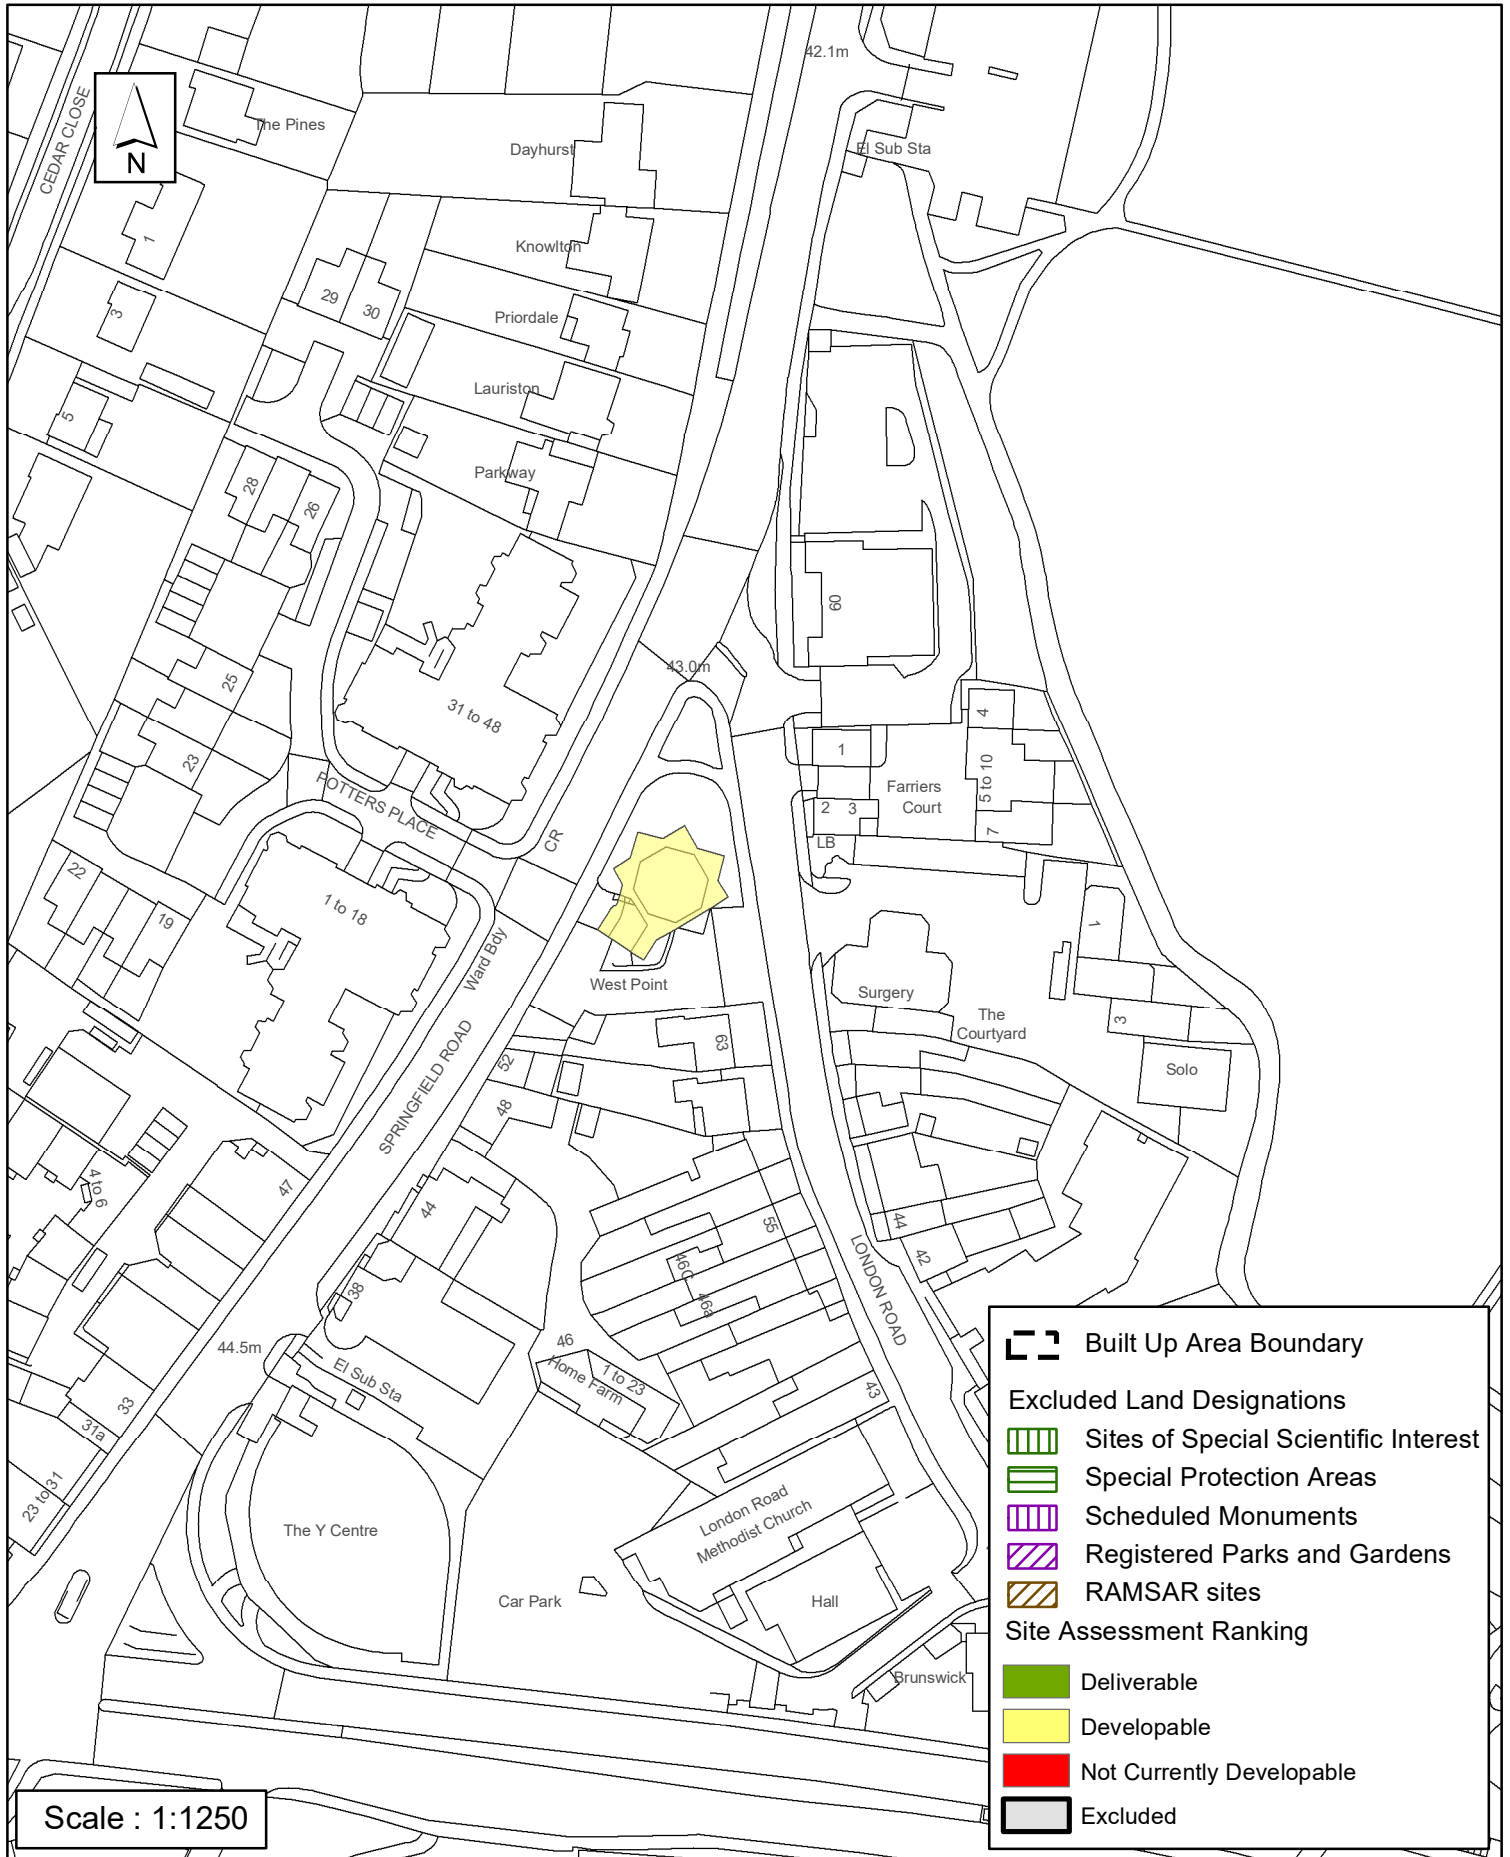 42.1m
CEDAR CLOSE
N
The Pines
Dayhurst
El Sub Sta
1
Knowlton
29
30
3
Priordale
Lauriston
5
Parkway
28
26
60
25
43.0m
31 to 48
4
23
1
POTTERS PLACE
Farriers
Court
5 to 10
2
3
7
CR
LB
22
1 to 18
19
1
Ward Bdy
West Point
Surgery
The
Courtyard
3
SPRINGFIELD ROAD
52
63
Solo
48
4 to 6
47
44
55
44
42
46C
46a
38
LONDON ROAD
44.5m
46
El Sub Sta
Home Farm
1 to 23
43
33
31a
23 to 31
The Y Centre
London Road
Methodist Church
Car Park
Hall
Brunswick
Built Up Area Boundary
Excluded Land Designations
Sites of Special Scientific Interest
Special Protection Areas
Scheduled Monuments
Registered Parks and Gardens
RAMSAR sites
Site Assessment Ranking
Deliverable
Developable
Not Currently Developable
Excluded
Scale : 1:1250